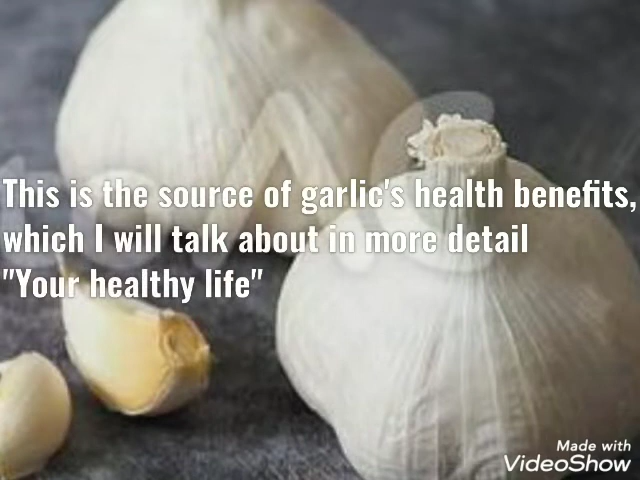 This is the source of garlic's health benefits,
which I will talk about in more detail
"Your healthy life"
Made with
VideoShow